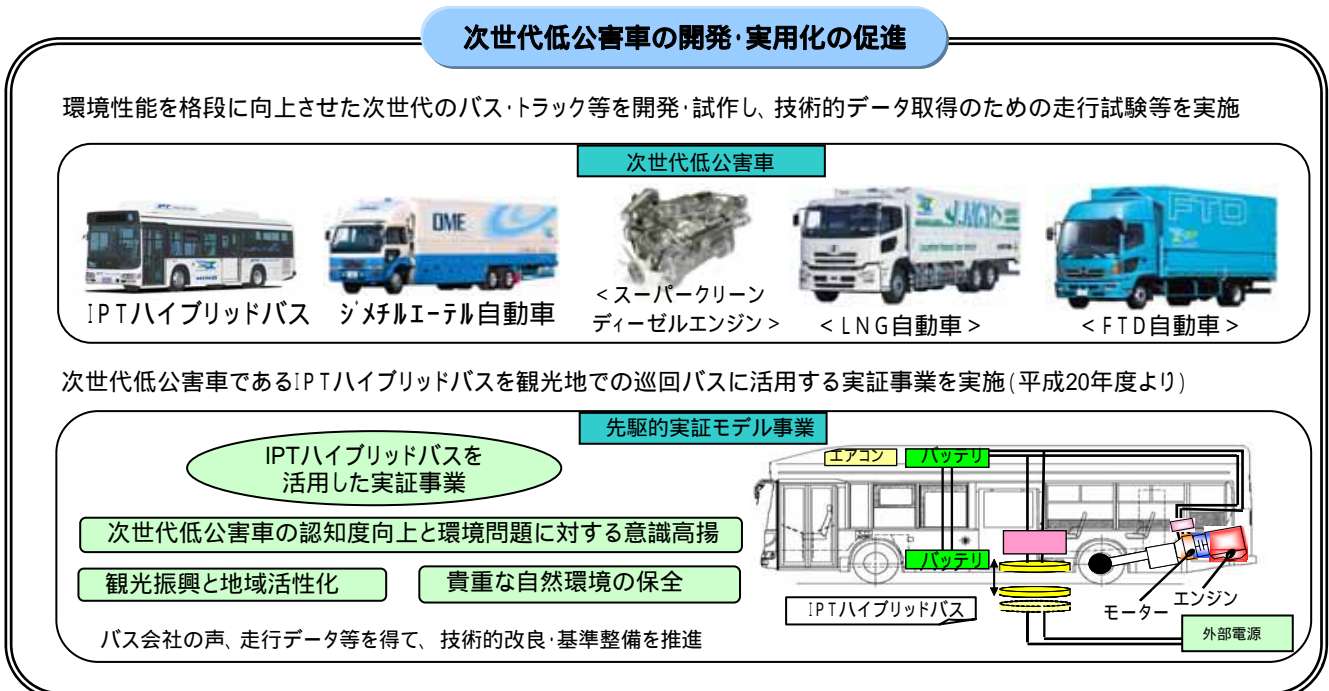 次世代低公害車の開発･実用化の促進
環境性能を格段に向上させた次世代のバス･トラック等を開発･試作し、技術的データ取得のための走行試験等を実施
次世代低公害車
DME
FTD
IPTハイブリッドバス
ジメチルエーテル自動車
<スーパークリーン
ディーゼルエンジン>
<LNG自動車>
<FTD自動車>
次世代低公害車であるIPTハイブリッドバスを観光地での巡回バスに活用する実証事業を実施(平成20年度より)
先駆的実証モデル事業
IPTハイブリッドバスを
活用した実証事業
次世代低公害車の認知度向上と環境問題に対する意識高揚
観光振興と地域活性化
貴重な自然環境の保全
バス会社の声、走行データ等を得て、技術的改良･基準整備を推進
エアコン
バッテリ
バッテリ
IPTハイブリッドバス
モーター
エンジン
外部電源